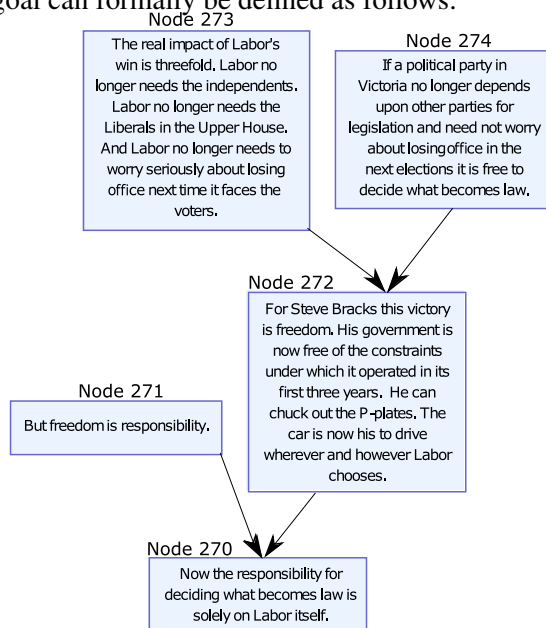 goal can formally be defined as follows.
Node 273
The real impact of Labor's
win is threefold. Labor no
longer needs the independents.
Labor no longer needs the
Liberals in the Upper House.
And Labor no longer needs to
worry seriously about losing
office next time it faces the
voters.
Node 274
If a political party in
Victoria no longer depends
upon other parties for
legislation and need not worry
about losing office in the
next elections it is free to
decide what becomes law.
Node 272
For Steve Bracks this victory
is freedom. His government is
now free of the constraints
under which it operated in its
first three years. He can
chuck out the P-plates. The
car is now his to drive
wherever and however Labor
chooses.
Node 271
But freedom is responsibility.
Node 270
Now the responsibility for
deciding what becomes law is
solely on Labor itself.